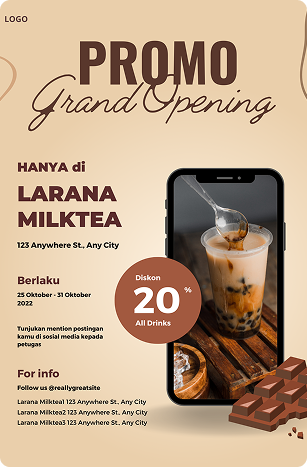 LOGO
PROMO
Grand Opening
HANYA di
LARANA
MILKTEA
123 Anywhere St., Any City
Berlaku
25 Oktober - 31 Oktober
2022
Diskon
20 %
All Drinks
Tunjukan mention postingan
kamu di sosial media kepada
petugas
For info
Follow us @reallygreatsite
Larana Milktea1 123 Anywhere St., Any City
Larana Milktea2 123 Anywhere St., Any City
Larana Milktea3 123 Anywhere St., Any City